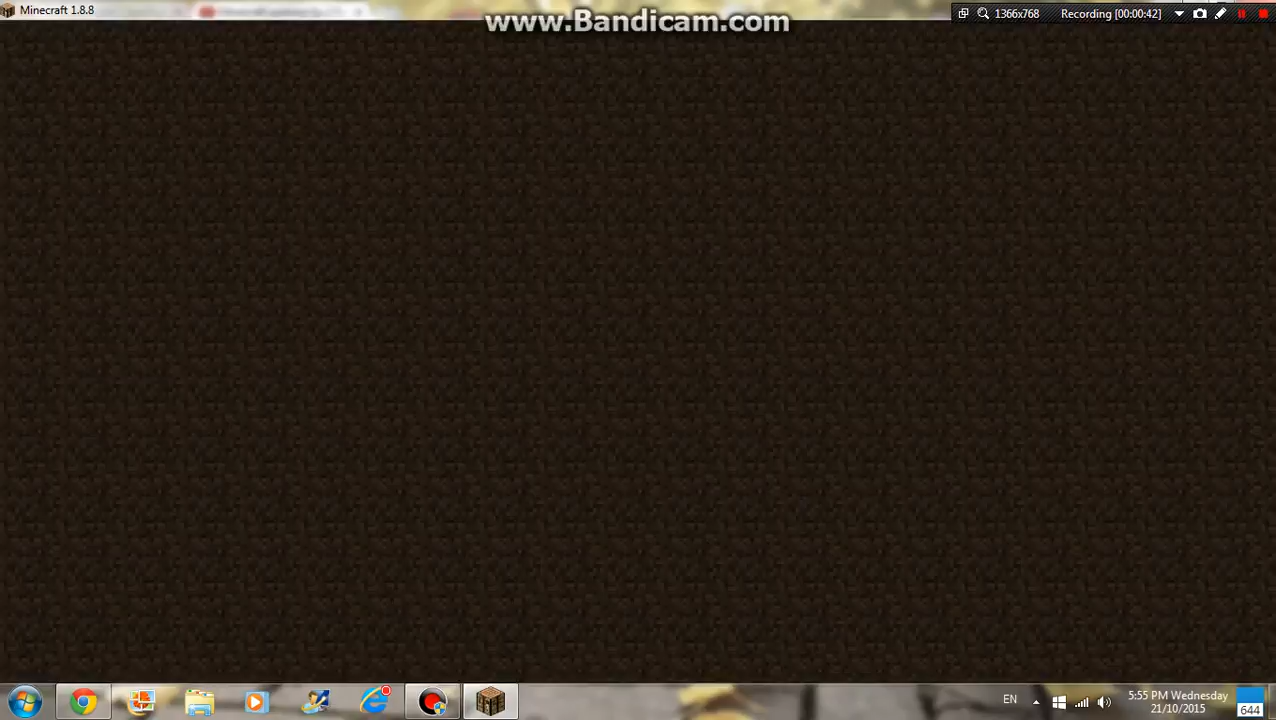 Minecraft 1.8.8
www.Bandicam.com
1366x768 Recording [00:00:42]
EN
5:55 PM Wednesday
21/10/2015
644